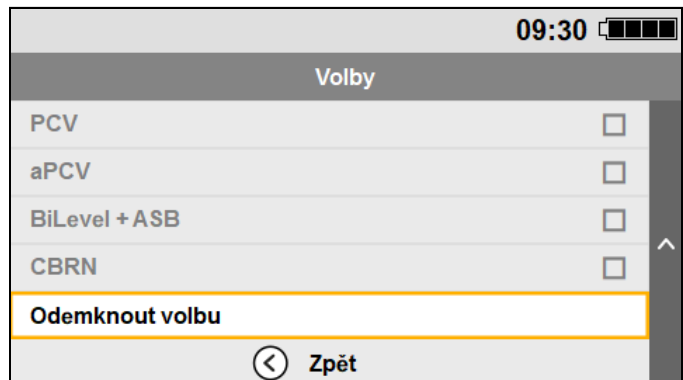 09:30
Volby
PCV
aPCV
BiLevel + ASB
CBRN
Odemknout volbu
Zpět